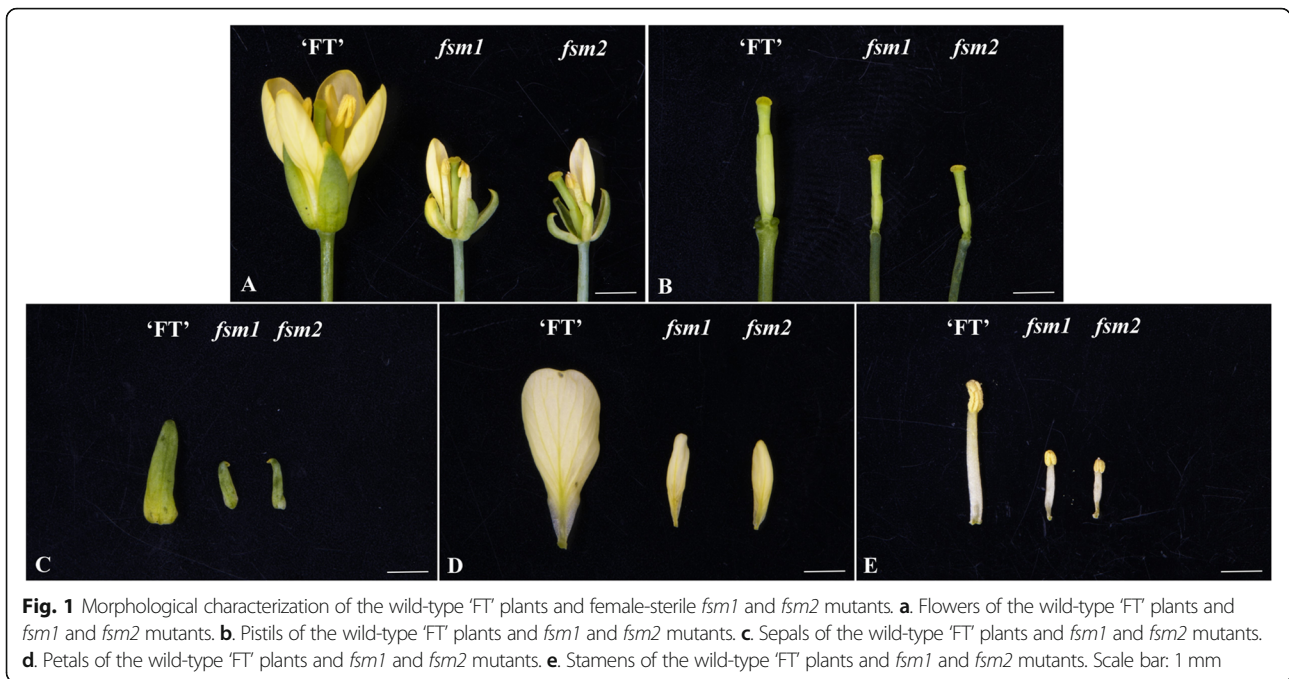 ‘FT’ fsm1 fsm2
A
‘FT’ fsm1 fsm2
B
‘FT’ fsm1 fsm2
C
‘FT’ fsm1 fsm2
D
‘FT’ fsm1 fsm2
E
Fig. 1 Morphological characterization of the wild-type ‘FT’ plants and female-sterile fsm1 and fsm2 mutants. a. Flowers of the wild-type ‘FT’ plants and
fsm1 and fsm2 mutants. b. Pistils of the wild-type ‘FT’ plants and fsm1 and fsm2 mutants. c. Sepals of the wild-type ‘FT’ plants and fsm1 and fsm2 mutants.
d. Petals of the wild-type ‘FT’ plants and fsm1 and fsm2 mutants. e. Stamens of the wild-type ‘FT’ plants and fsm1 and fsm2 mutants. Scale bar: 1 mm